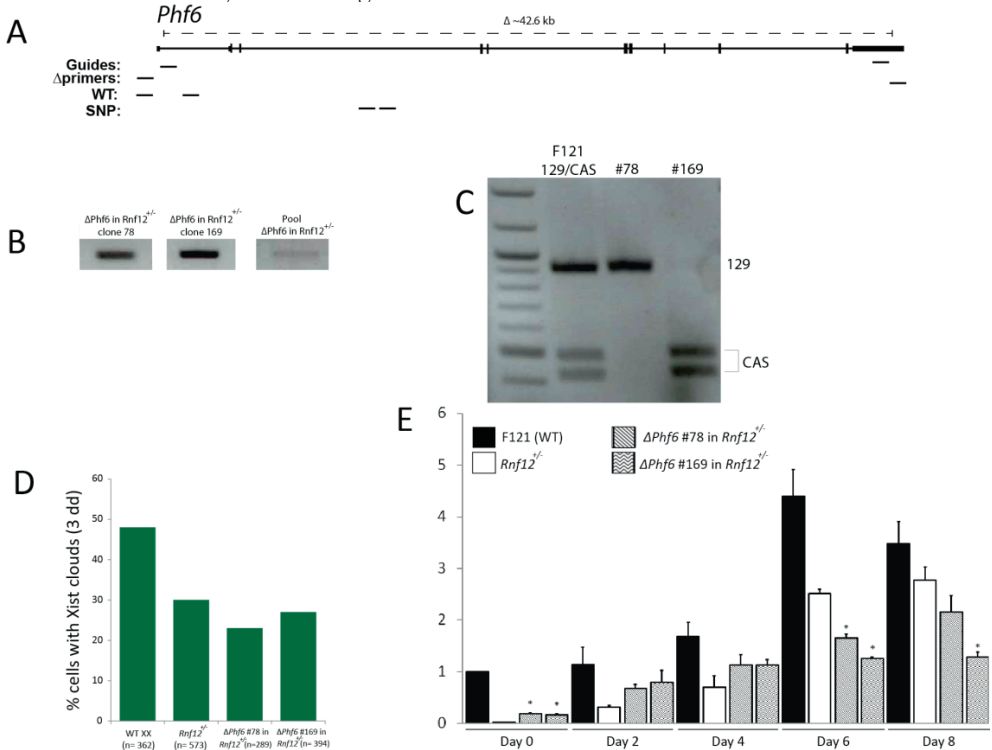 A
Phf6
Δ ~42.6 kb
Guides:
Δprimers:
WT:
SNP:
B
ΔPhf6 in Rnf12+/-
clone 78
ΔPhf6 in Rnf12+/-
clone 169
Pool
ΔPhf6 in Rnf12+/-
C
F121
129/CAS
#78
#169
129
CAS
D
% cells with Xist clouds (3 dd)
60
50
40
30
20
10
0
WT XX
(n= 362)
Rnf12+/-
(n= 573)
ΔPhf6 #78 in
Rnf12+/-(n=289)
ΔPhf6 #169 in
Rnf12+/-(n= 394)
E
6
5
4
3
2
1
0
F121 (WT)
Rnf12+/-
ΔPhf6 #78 in Rnf12+/-
ΔPhf6 #169 in Rnf12+/-
*
*
*
*
*
Day 0
Day 2
Day 4
Day 6
Day 8